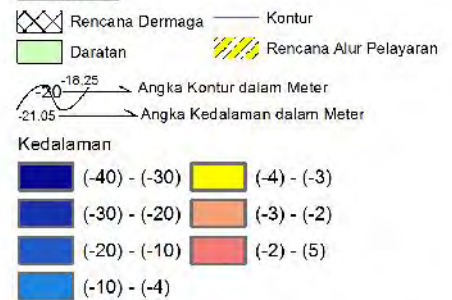 Rencana Dermaga
Kontur
Daratan
Rencana Alur Pelayaran
-20
-18.25
Angka Kontur dalam Meter
-21.05
Angka Kedalaman dalam Meter
Kedalaman
(-40) - (-30)
(-4) - (-3)
(-30) - (-20)
(-3) - (-2)
(-20) - (-10)
(-2) - (5)
(-10) - (-4)